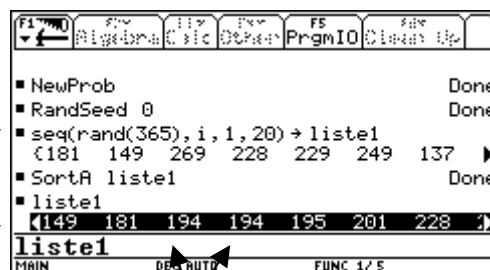 F1 Algebra Calc Other F5 PrgmIO Clean Up
▪ NewProb Done
▪ RandSeed 0 Done
▪ seq(rand(365),i,1,20)→liste1
{181 149 269 228 229 249 137
▪ SortA liste1 Done
▪ liste1
149 181 194 194 195 201 228
liste1
MAIN AUTO FUNC 1/5